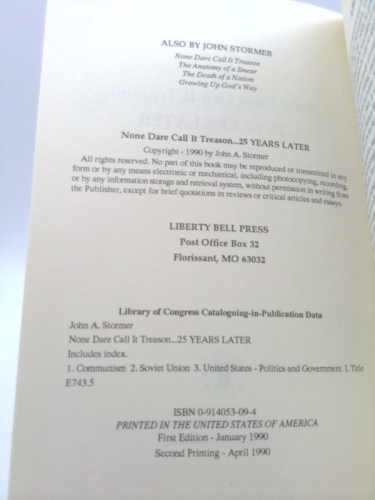 ALSO BY JOHN STORMER
None Dare Call It Treason
The Anatomy of a Smear
The Death of a Nation
Growing Up God's Way
None Dare Call It Treason...25 YEARS LATER
Copyright - 1990 by John A. Stormer
All rights reserved. No part of this book may be reproduced or transmitted in any
form or by any means electronic or mechanical, including photocopying, recording,
or by any information storage and retrieval system, without permission in writing from
the Publisher, except for brief quotations in reviews or critical articles and essays.
LIBERTY BELL PRESS
Post Office Box 32
Florissant, MO 63032
Library of Congress Cataloguing-in-Publication Data
John A. Stormer
None Dare Call It Treason...25 YEARS LATER
Includes index.
1. Communism 2. Soviet Union 3. United States - Politics and Government I. Title
E743.5
ISBN 0-914053-09-4
PRINTED IN THE UNITED STATES OF AMERICA
First Edition - January 1990
Second Printing - April 1990